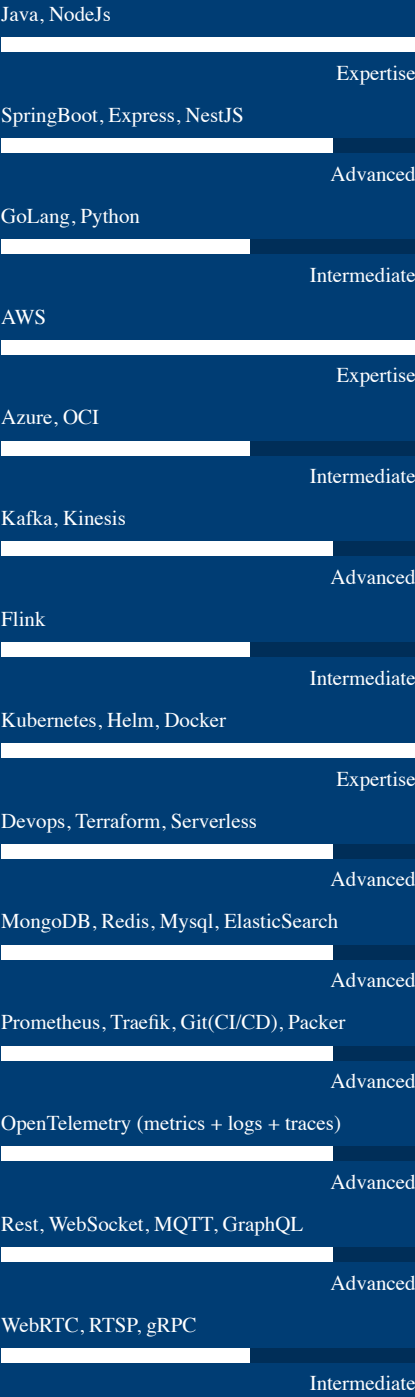 Java, NodeJs
Expertise
SpringBoot, Express, NestJS
Advanced
GoLang, Python
Intermediate
AWS
Expertise
Azure, OCI
Intermediate
Kafka, Kinesis
Advanced
Flink
Intermediate
Kubernetes, Helm, Docker
Expertise
Devops, Terraform, Serverless
Advanced
MongoDB, Redis, Mysql, ElasticSearch
Advanced
Prometheus, Traefik, Git(CI/CD), Packer
Advanced
OpenTelemetry (metrics + logs + traces)
Advanced
Rest, WebSocket, MQTT, GraphQL
Advanced
WebRTC, RTSP, gRPC
Intermediate